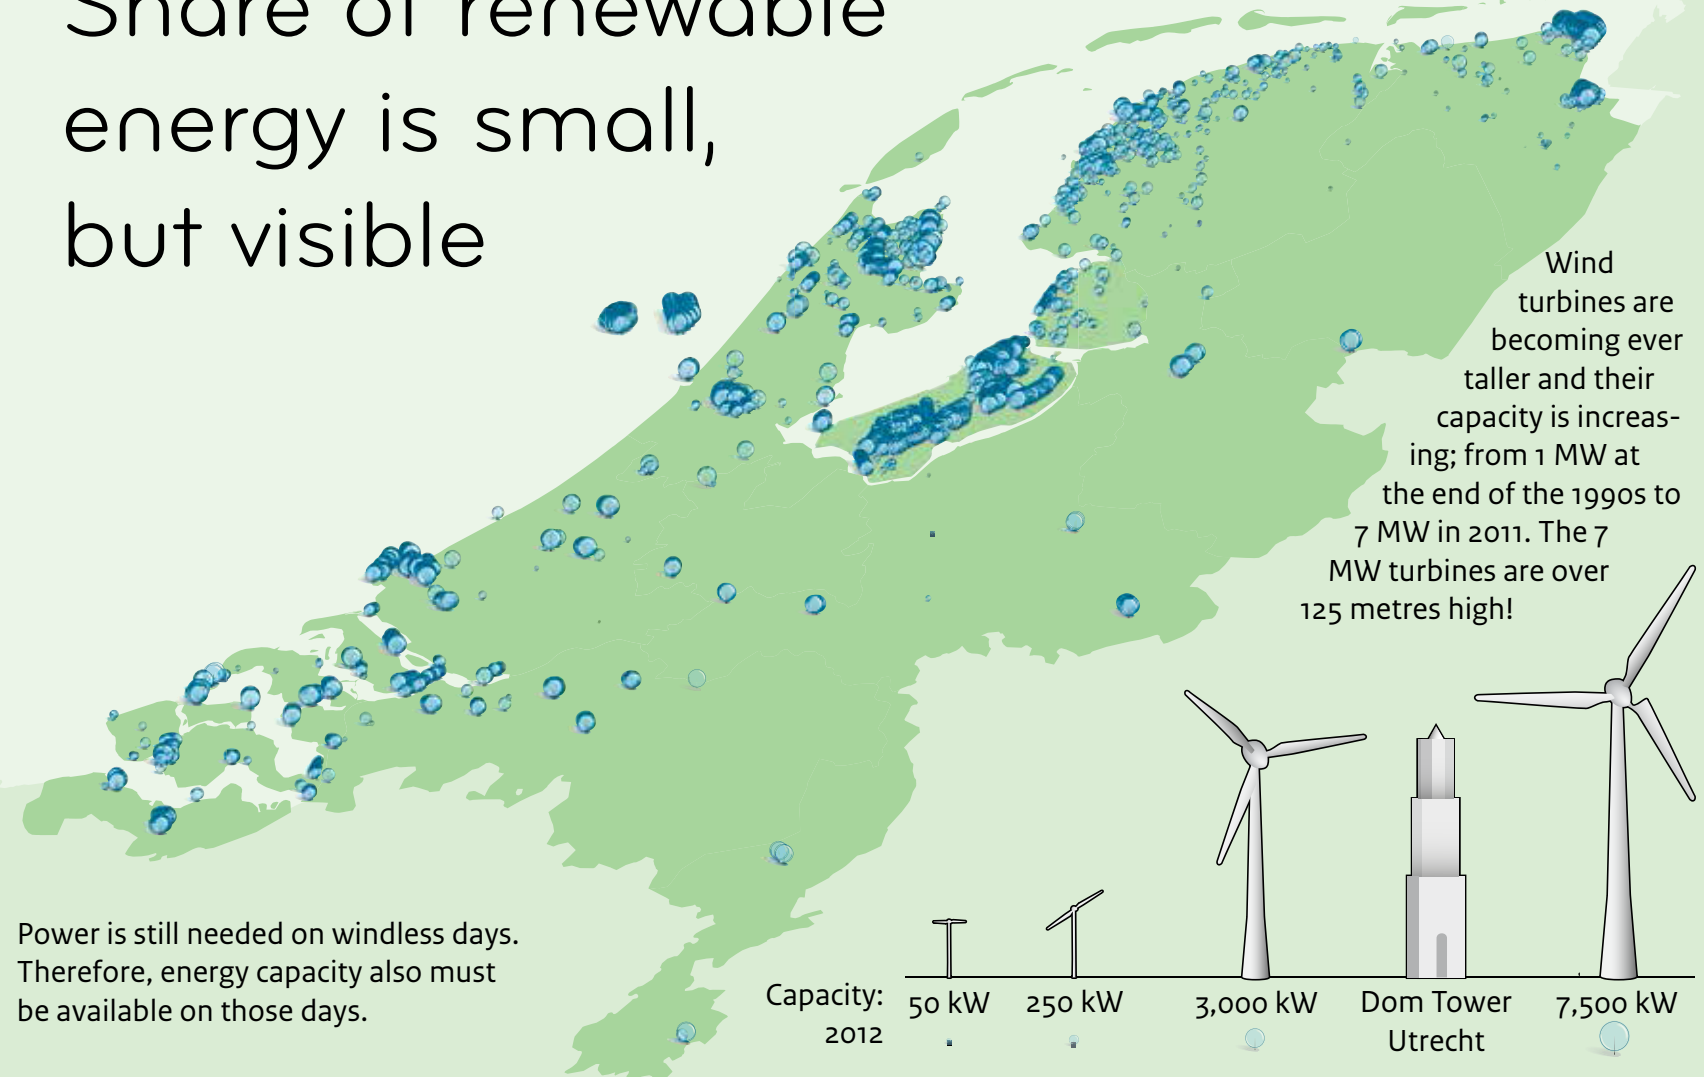 Share of renewable
energy is small,
but visible
Wind
turbines are
becoming ever
taller and their
capacity is increas-
ing; from 1 MW at
the end of the 1990s to
7 MW in 2011. The 7
MW turbines are over
125 metres high!
Power is still needed on windless days.
Therefore, energy capacity also must
be available on those days.
Capacity: 50 kW 250 kW 3,000 kW Dom Tower 7,500 kW
2012 Utrecht